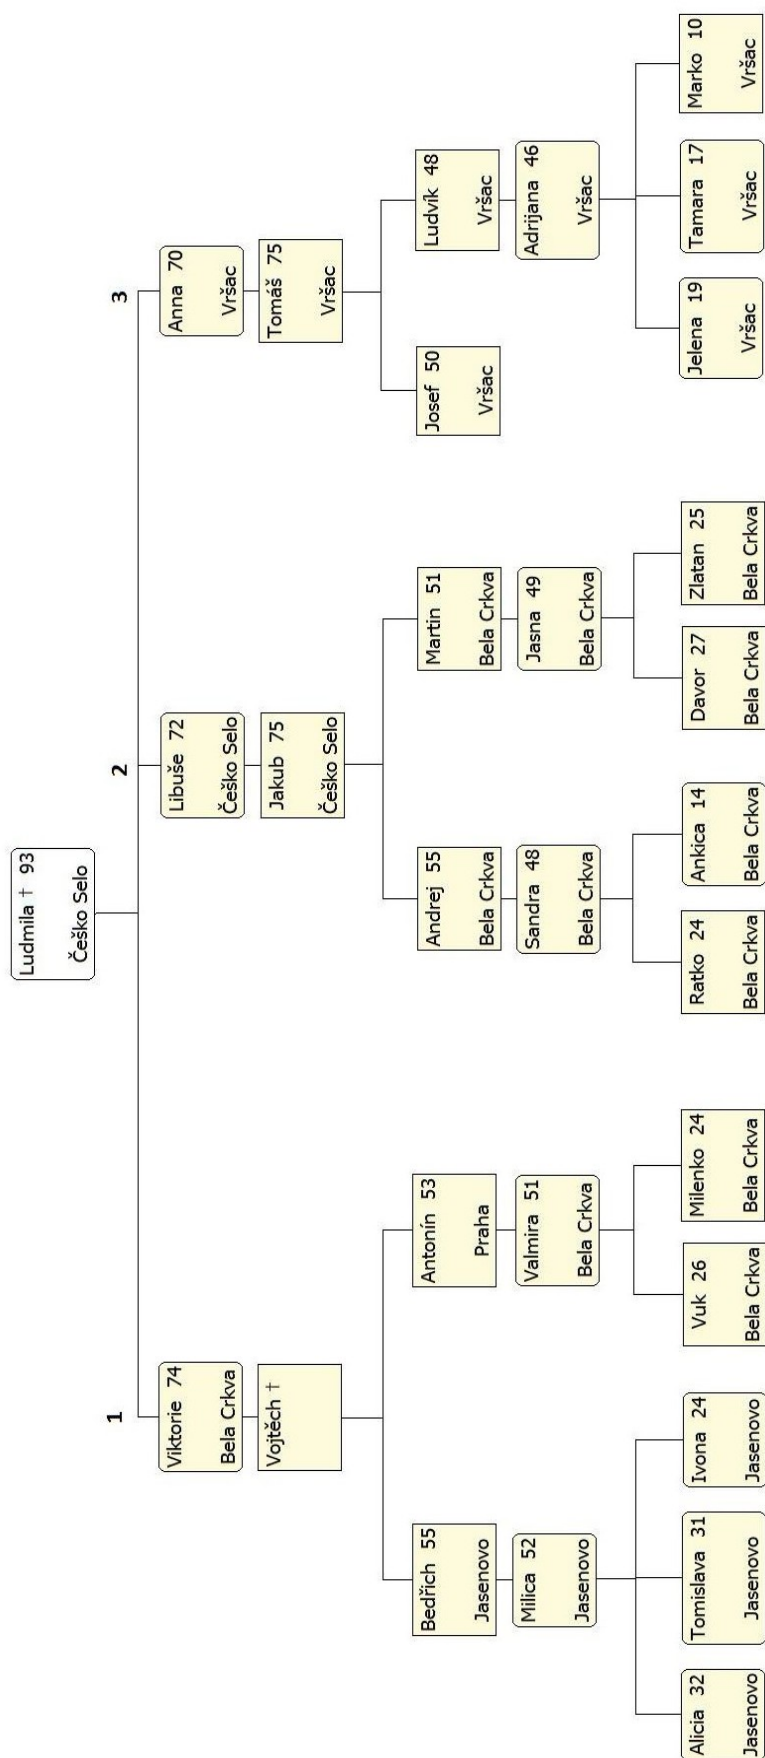 Ludmila † 93
Češko Selo
1
2
3
Viktorie 74
Bela Crkva
Vojtěch †
Libuše 72
Češko Selo
Jakub 75
Češko Selo
Anna 70
Vršac
Tomáš 75
Vršac
Bedřich 55
Jasenovo
Milica 52
Jasenovo
Antonín 53
Praha
Valmira 51
Bela Crkva
Andrej 55
Bela Crkva
Sandra 48
Bela Crkva
Martin 51
Bela Crkva
Jasna 49
Bela Crkva
Josef 50
Vršac
Ludvík 48
Vršac
Adrijana 46
Vršac
Alicia 32
Jasenovo
Tomislava 31
Jasenovo
Ivona 24
Jasenovo
Vuk 26
Bela Crkva
Milenko 24
Bela Crkva
Ratko 24
Bela Crkva
Ankica 14
Bela Crkva
Davor 27
Bela Crkva
Zlatan 25
Bela Crkva
Jelena 19
Vršac
Tamara 17
Vršac
Marko 10
Vršac